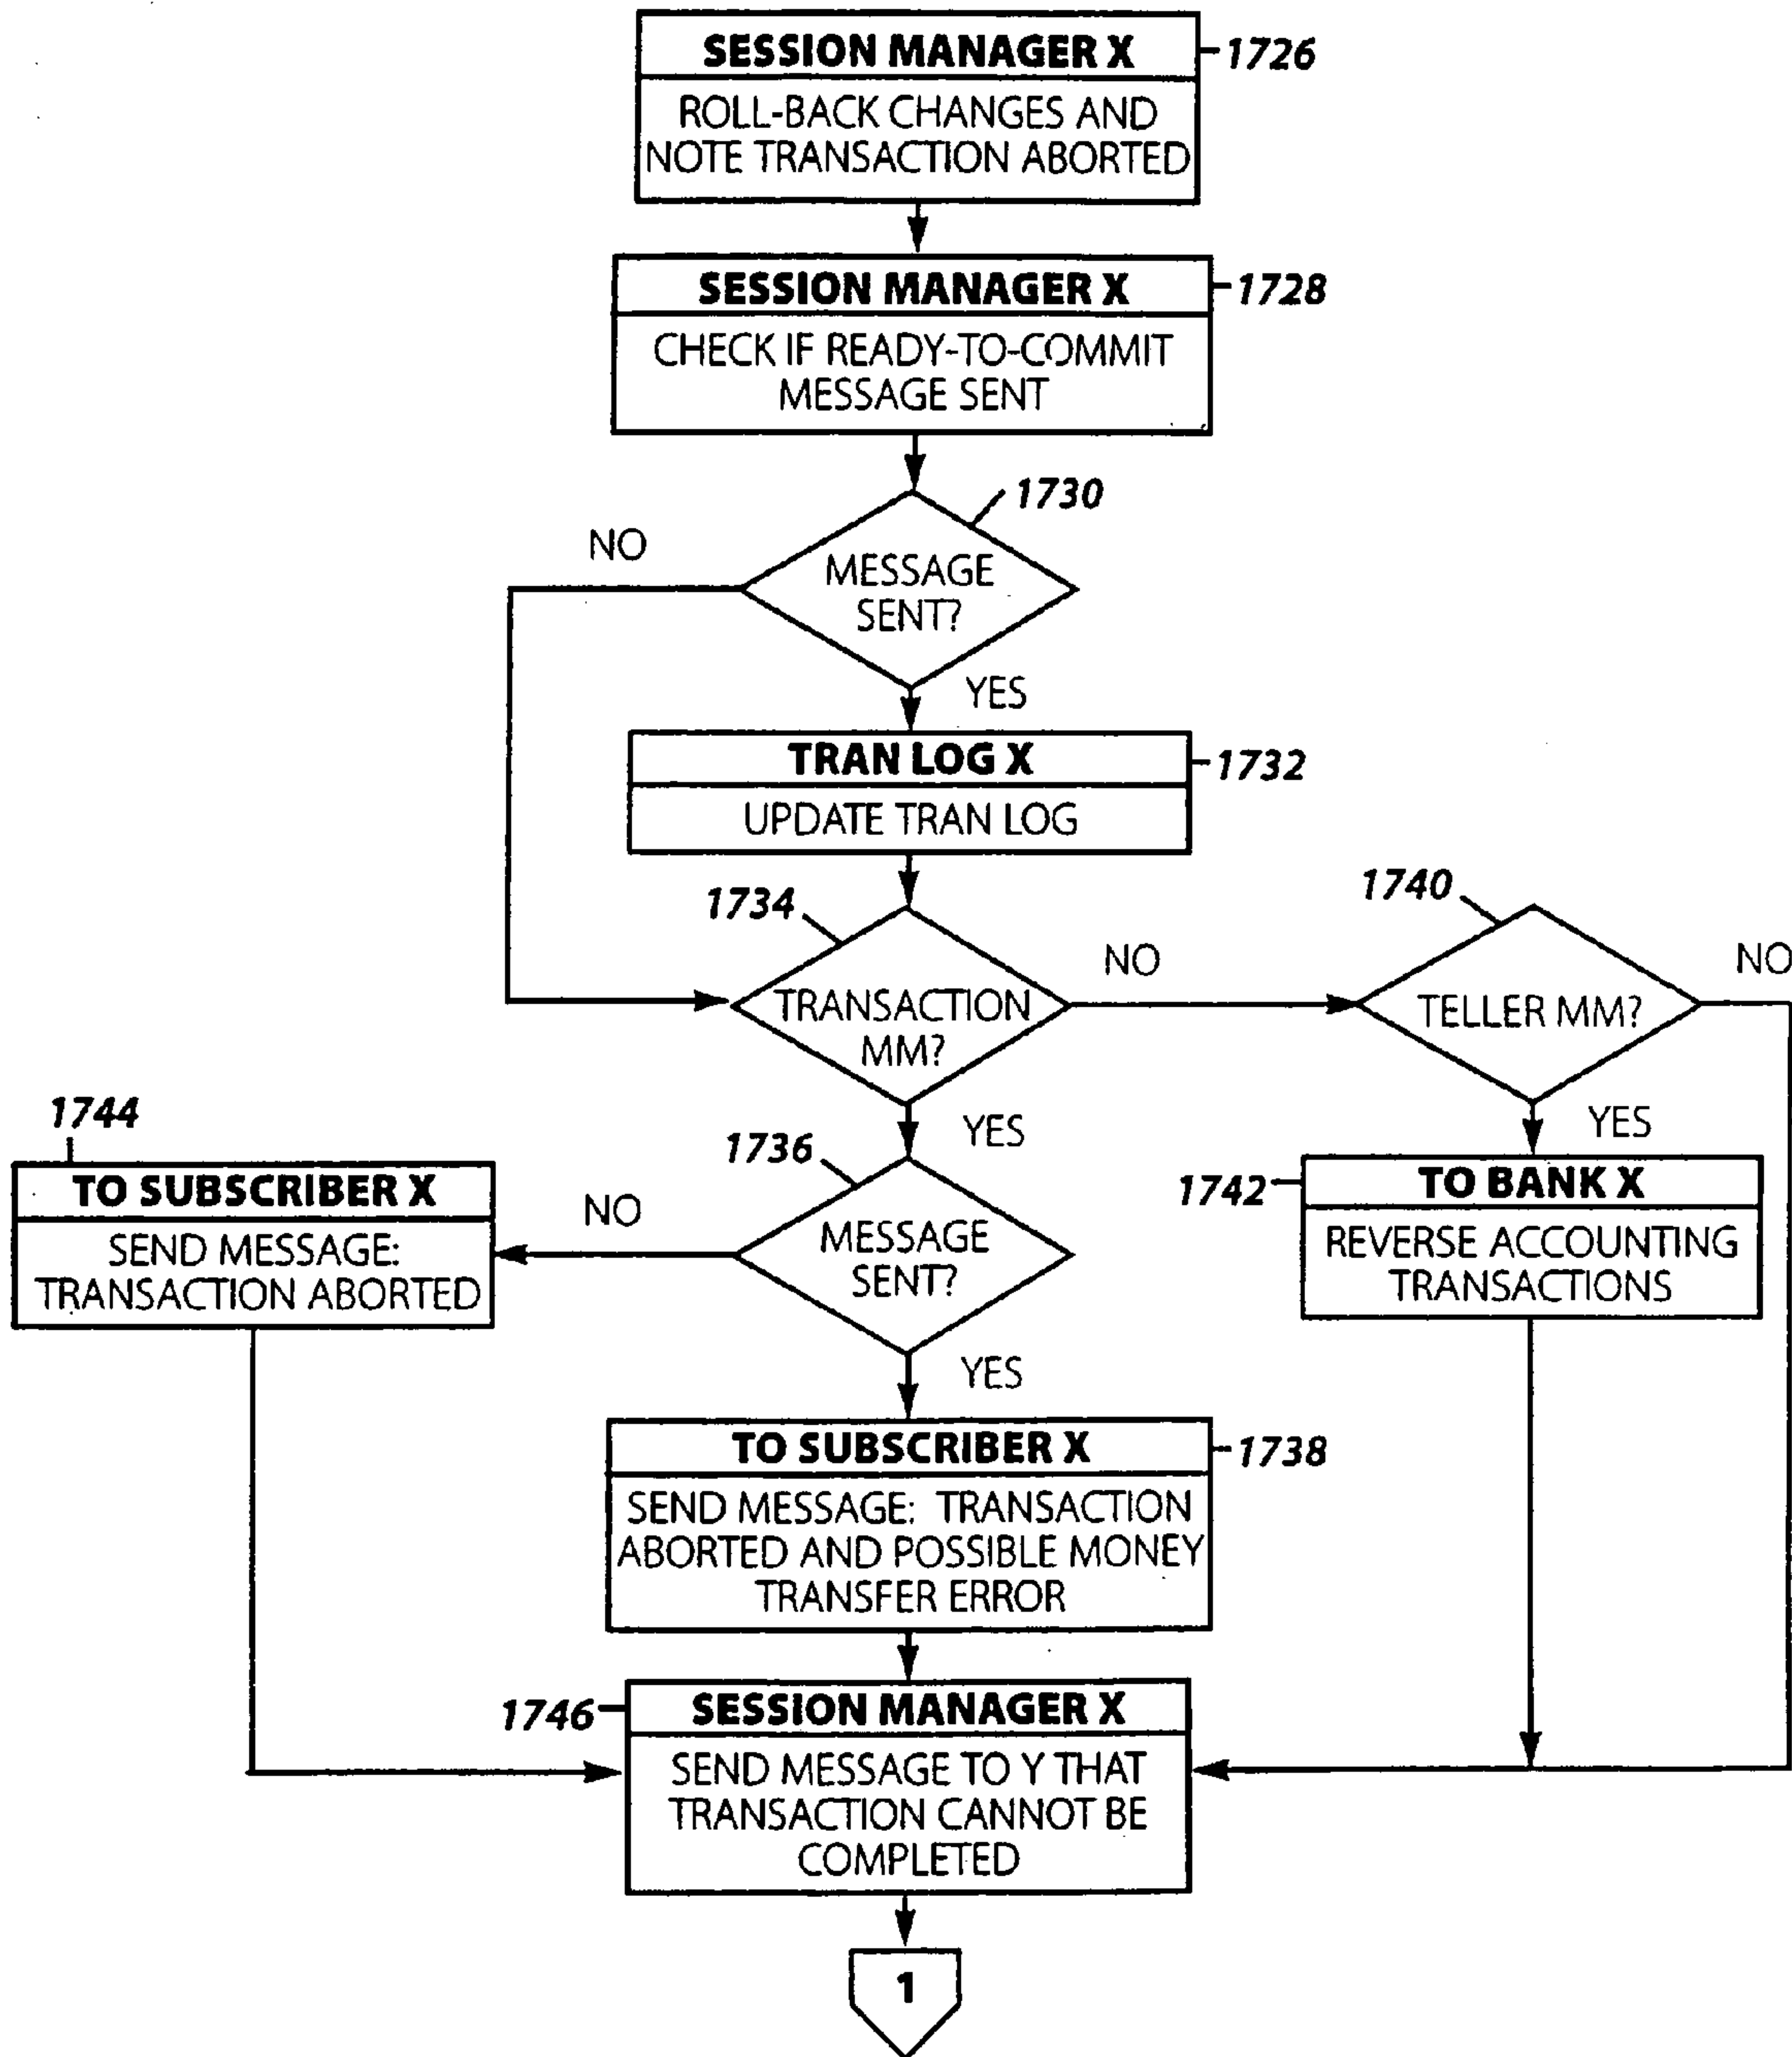 SESSION MANAGER X
1726
ROLL-BACK CHANGES AND
NOTE TRANSACTION ABORTED
SESSION MANAGER X
1728
CHECK IF READY-TO-COMMIT
MESSAGE SENT
1730
NO
MESSAGE
SENT?
YES
TRAN LOG X
1732
UPDATE TRAN LOG
1734
1740
NO
NO
TRANSACTION
MM?
TELLER MM?
1744
YES
YES
1736
TO SUBSCRIBER X
1742
TO BANK X
NO
SEND MESSAGE:
TRANSACTION ABORTED
MESSAGE
SENT?
REVERSE ACCOUNTING
TRANSACTIONS
YES
TO SUBSCRIBER X
1738
SEND MESSAGE: TRANSACTION
ABORTED AND POSSIBLE MONEY
TRANSFER ERROR
1746
SESSION MANAGER X
SEND MESSAGE TO Y THAT
TRANSACTION CANNOT BE
COMPLETED
1